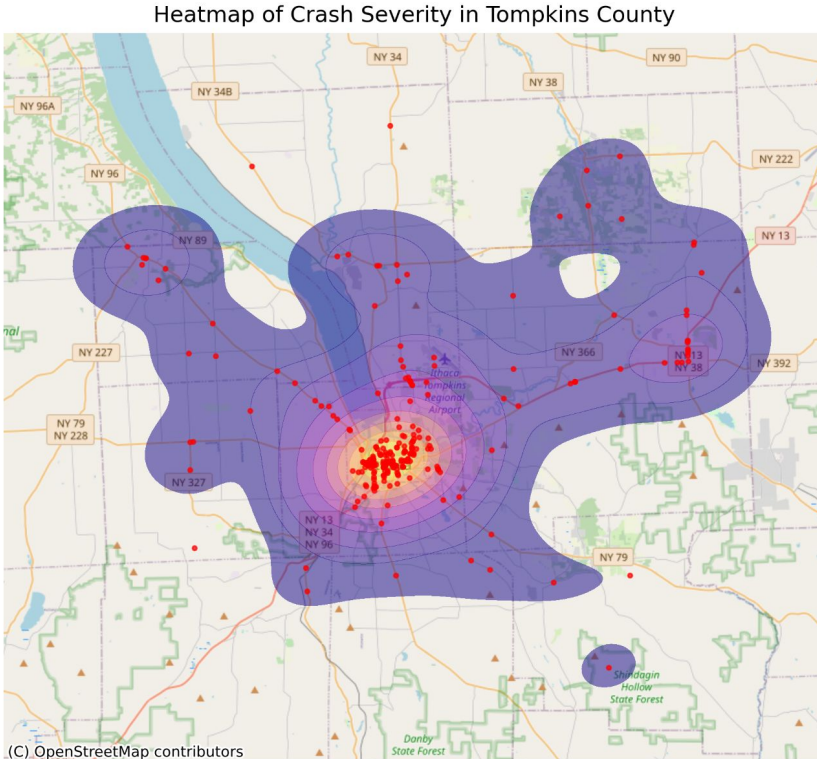 Heatmap of Crash Severity in Tompkins County
NY 34
NY 90
NY 38
NY 34B
NY 96A
NY 222
NY 96
NY 13
NY 89
nal
NY 227
NY 366
NY 13
NY 38
NY 392
Ithaca
Tompkins
Regional
Airport
NY 79
NY 228
NY 327
NY 13
NY 34
NY 96
NY 79
Shindagin
Hollow
State Forest
Danby
State Forest
(C) OpenStreetMap contributors